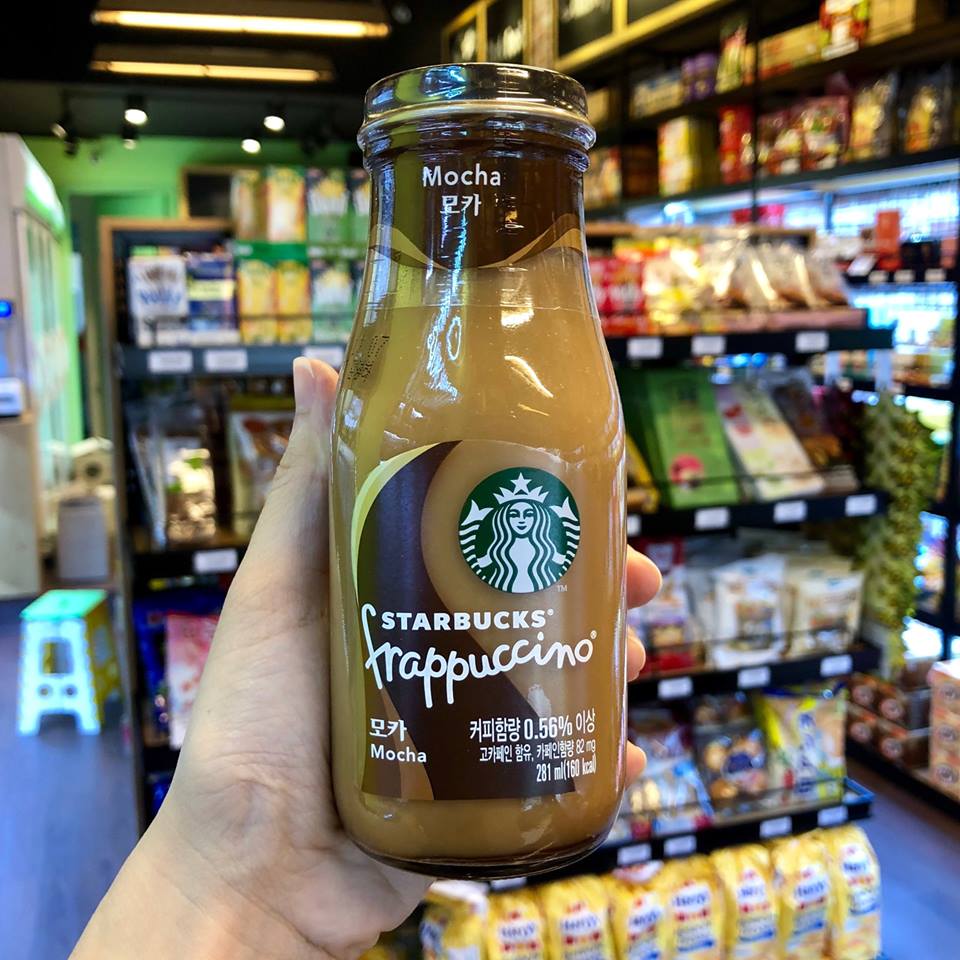 Mocha
모카
TM
STARBUCKS®
frappuccino®
모카
Mocha
커피함량 0.56% 이상
고카페인 함유, 카페인함량 82 mg
281 ml(160 kcal)